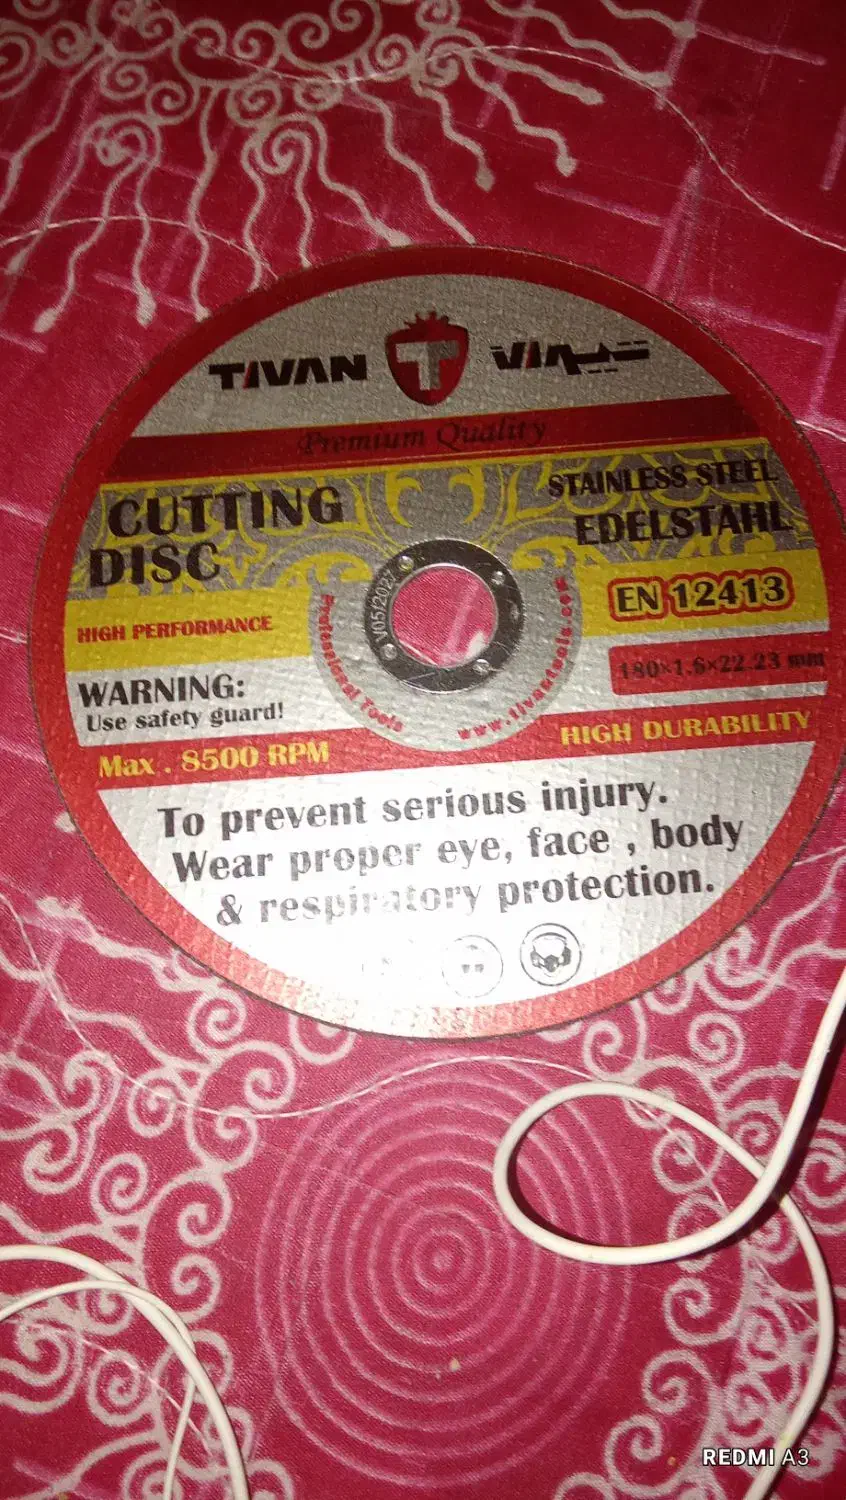 TIVAN
Premium Quality
CUTTING
DISC
STAINLESS STEEL
EDELSTAHL
HIGH PERFORMANCE
EN 12413
180×1.6×22.23 mm
WARNING:
Use safety guard!
Max . 8500 RPM
HIGH DURABILITY
Professional Tools
www.tivantools.com
To prevent serious injury.
Wear proper eye, face , body
& respiratory protection.
REDMI A3